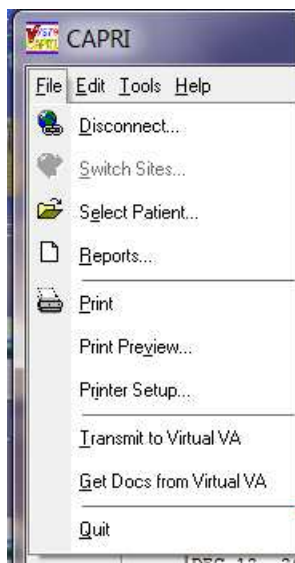 CAPRI
File Edit Tools Help
Disconnect...
Switch Sites...
Select Patient...
Reports...
Print
Print Preview...
Printer Setup...
Transmit to Virtual VA
Get Docs from Virtual VA
Quit